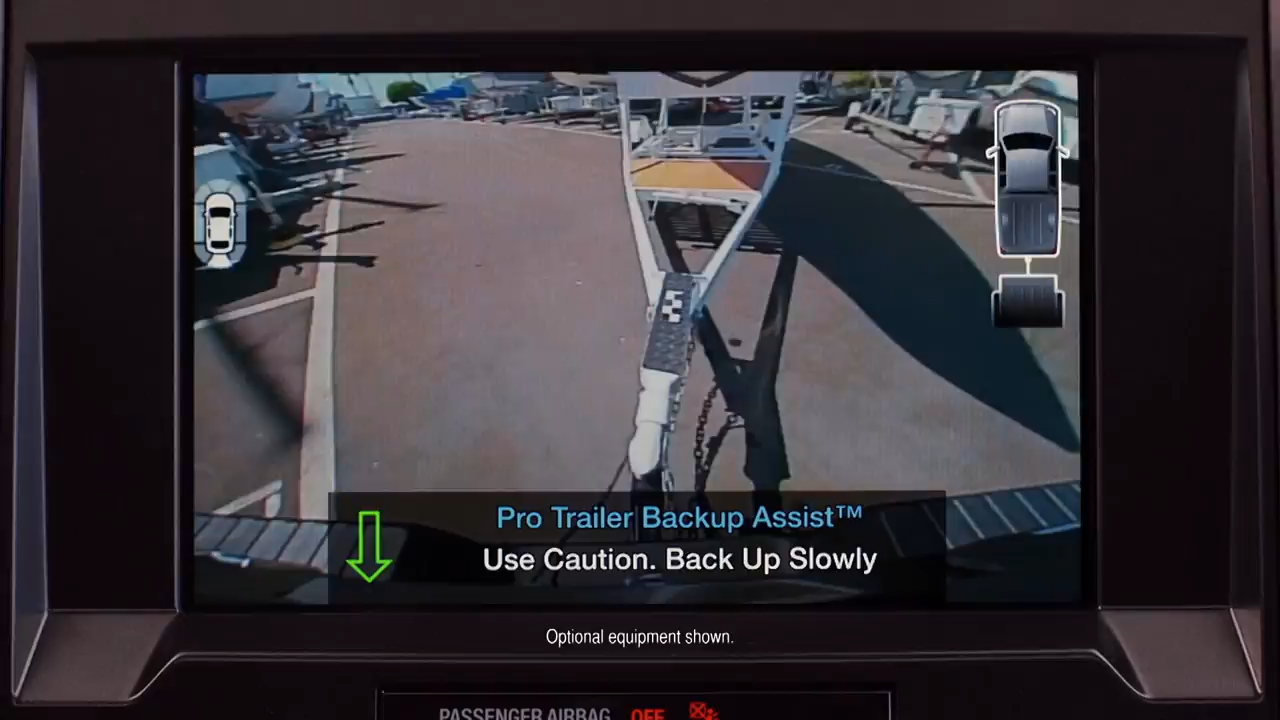 Pro Trailer Backup Assist™
Use Caution. Back Up Slowly
Optional equipment shown.
PASSENGER AIRBAG OFF